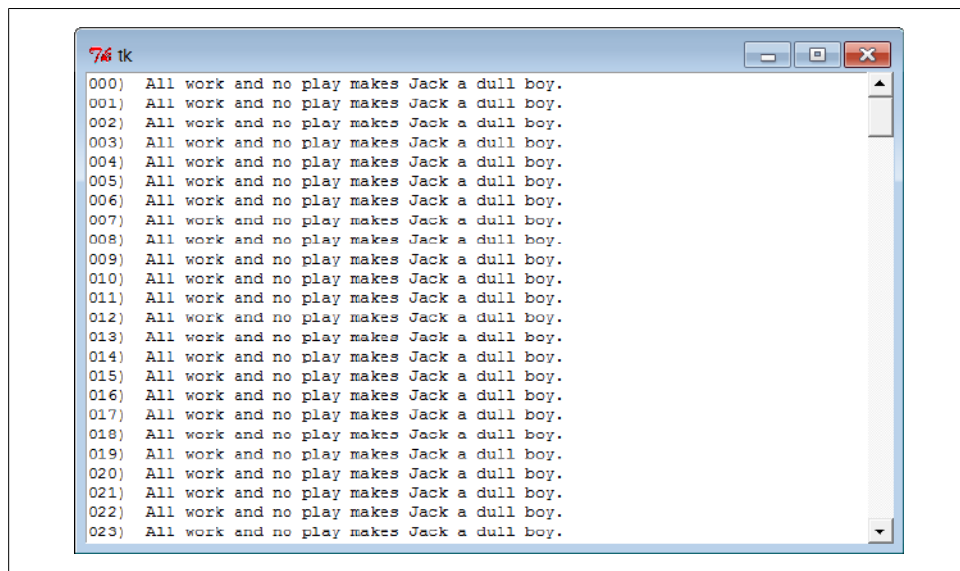 tk
000)  All work and no play makes Jack a dull boy.
001)  All work and no play makes Jack a dull boy.
002)  All work and no play makes Jack a dull boy.
003)  All work and no play makes Jack a dull boy.
004)  All work and no play makes Jack a dull boy.
005)  All work and no play makes Jack a dull boy.
006)  All work and no play makes Jack a dull boy.
007)  All work and no play makes Jack a dull boy.
008)  All work and no play makes Jack a dull boy.
009)  All work and no play makes Jack a dull boy.
010)  All work and no play makes Jack a dull boy.
011)  All work and no play makes Jack a dull boy.
012)  All work and no play makes Jack a dull boy.
013)  All work and no play makes Jack a dull boy.
014)  All work and no play makes Jack a dull boy.
015)  All work and no play makes Jack a dull boy.
016)  All work and no play makes Jack a dull boy.
017)  All work and no play makes Jack a dull boy.
018)  All work and no play makes Jack a dull boy.
019)  All work and no play makes Jack a dull boy.
020)  All work and no play makes Jack a dull boy.
021)  All work and no play makes Jack a dull boy.
022)  All work and no play makes Jack a dull boy.
023)  All work and no play makes Jack a dull boy.